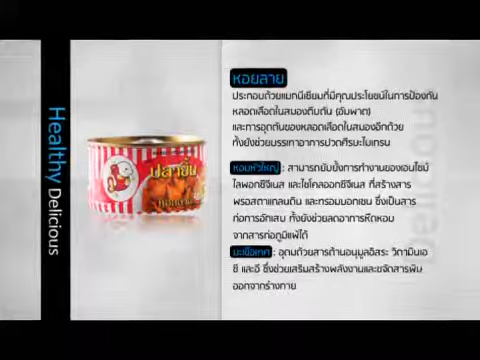 Healthy Delicious
ปลายิ้ม
หอยลาย
ประกอบด้วยแมกนีเซียมที่มีคุณประโยชน์ในการป้องกัน
หลอดเลือดในสมองตีบตัน (อัมพาต)
และการอุดตันของหลอดเลือดในสมองอีกด้วย
ทั้งยังช่วยบรรเทาอาการปวดศีรษะไมเกรน
หอมหัวใหญ่ : สามารถยับยั้งการทำงานของเอนไซม์
ไลพอกซิจีเนส และไซโคลออกซิจีเนส ที่สร้างสาร
พรอสตาแกลนดิน และทรอมบอกเซน ซึ่งเป็นสาร
ก่อการอักเสบ ทั้งยังช่วยลดอาการหืดหอบ
จากสารก่อภูมิแพ้ได้
มะเขือเทศ : อุดมด้วยสารต้านอนุมูลอิสระ วิตามินเอ
ซี และอี ซึ่งช่วยเสริมสร้างพลังงานและขจัดสารพิษ
ออกจากร่างกาย